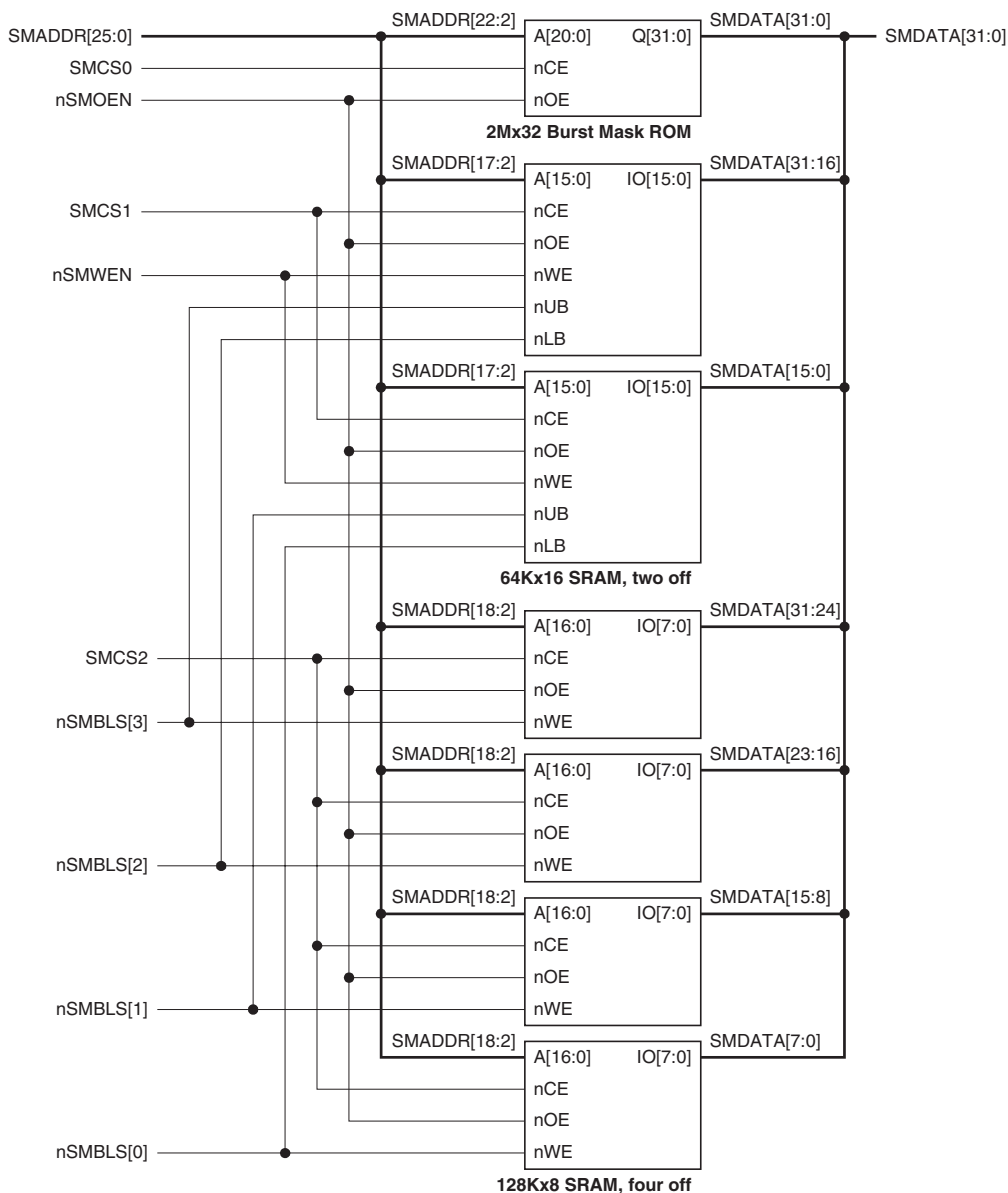 SMADDR[25:0]
SMADDR[22:2]
A[20:0]
Q[31:0]
SMDATA[31:0]
SMDATA[31:0]
SMCS0
nCE
nSMOEN
nOE
2Mx32 Burst Mask ROM
SMADDR[17:2]
A[15:0]
IO[15:0]
SMDATA[31:16]
SMCS1
nCE
nOE
nSMWEN
nWE
nUB
nLB
SMADDR[17:2]
A[15:0]
IO[15:0]
SMDATA[15:0]
nCE
nOE
nWE
nUB
nLB
64Kx16 SRAM, two off
SMADDR[18:2]
A[16:0]
IO[7:0]
SMDATA[31:24]
SMCS2
nCE
nOE
nSMBLS[3]
nWE
SMADDR[18:2]
A[16:0]
IO[7:0]
SMDATA[23:16]
nCE
nOE
nSMBLS[2]
nWE
SMADDR[18:2]
A[16:0]
IO[7:0]
SMDATA[15:8]
nCE
nOE
nSMBLS[1]
nWE
SMADDR[18:2]
A[16:0]
IO[7:0]
SMDATA[7:0]
nCE
nOE
nSMBLS[0]
nWE
128Kx8 SRAM, four off